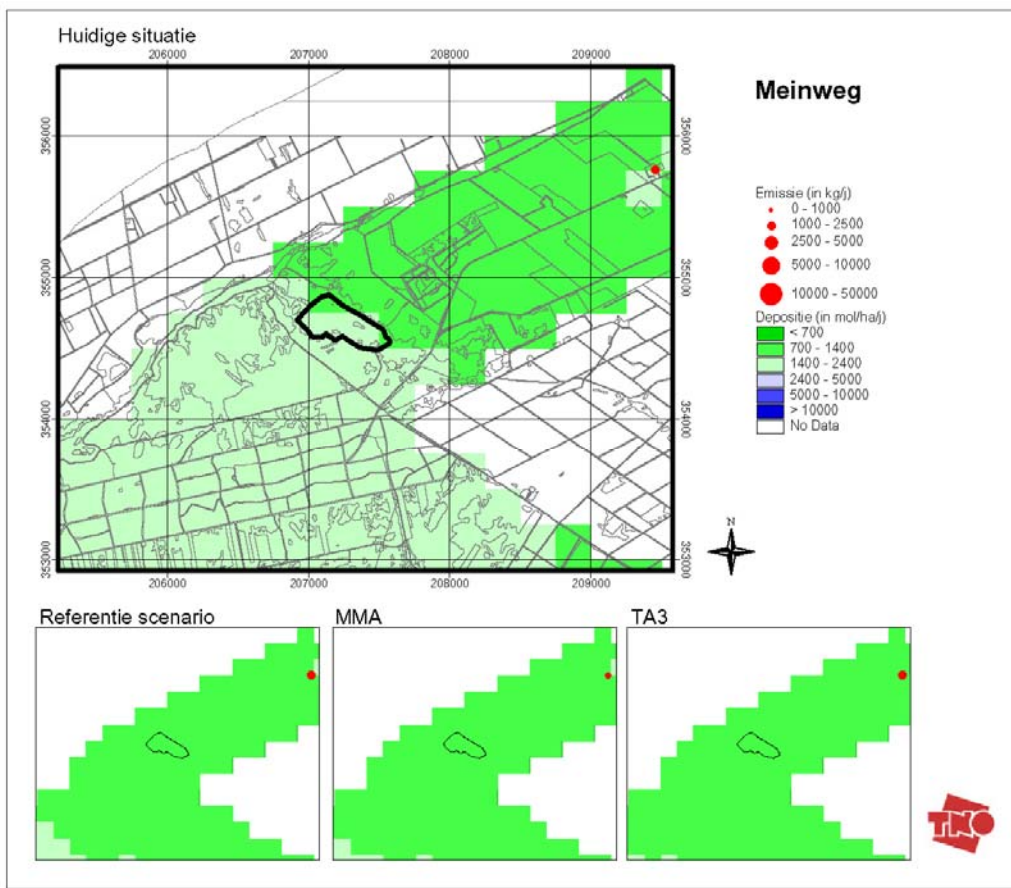 Huidige situatie
206000 207000 208000 209000
Meinweg
356000 356000
355000 355000
354000 354000
353000 353000
206000 207000 208000 209000
Emissie (in kg/j)
0 - 1000
1000 - 2500
2500 - 5000
5000 - 10000
10000 - 50000
Depositie (in mol/ha/j)
< 700
700 - 1400
1400 - 2400
2400 - 5000
5000 - 10000
> 10000
No Data
N
Referentie scenario MMA TA3
TNO